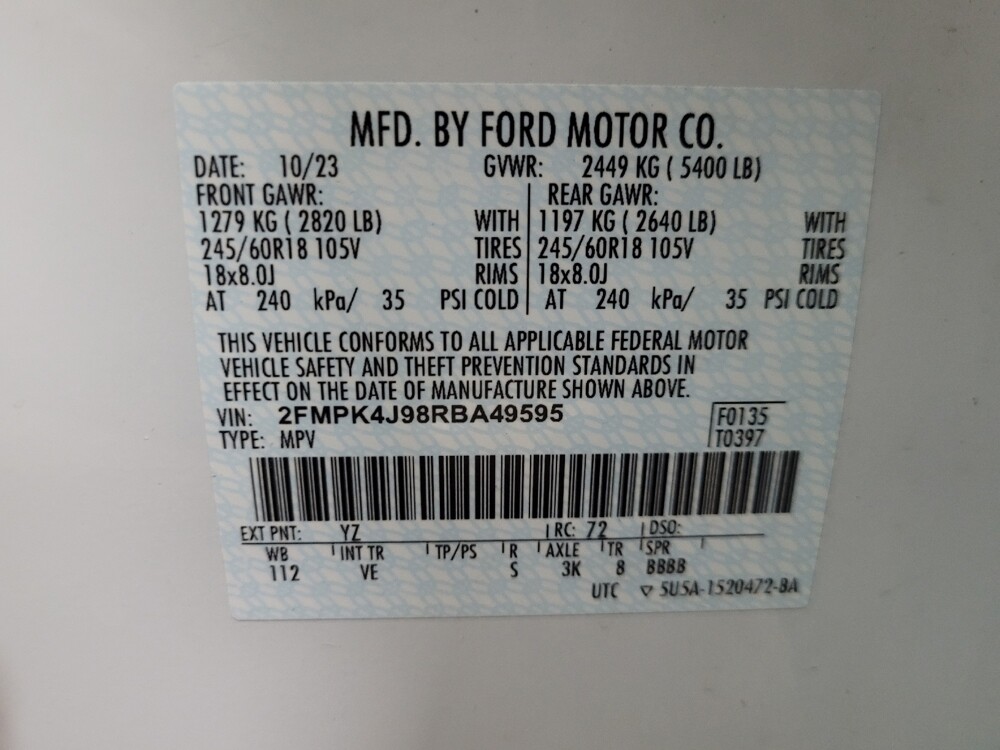 MFD. BY FORD MOTOR CO.
DATE: 10/23 GVWR: 2449 KG ( 5400 LB)
FRONT GAWR: REAR GAWR:
1279 KG ( 2820 LB) WITH 1197 KG ( 2640 LB) WITH
245/60R18 105V TIRES 245/60R18 105V TIRES
18x8.0J RIMS 18x8.0J RIMS
AT 240 kPa/ 35 PSI COLD AT 240 kPa/ 35 PSI COLD
THIS VEHICLE CONFORMS TO ALL APPLICABLE FEDERAL MOTOR
VEHICLE SAFETY AND THEFT PREVENTION STANDARDS IN
EFFECT ON THE DATE OF MANUFACTURE SHOWN ABOVE.
VIN: 2FMPK4J98RBA49595 F0135
TYPE: MPV T0397
EXT PNT: YZ RC: 72 DSO:
WB INT TR TP/PS R AXLE TR SPR
112 VE S 3K 8 BBBB
UTC ▽ 5U5A-1520472-BA